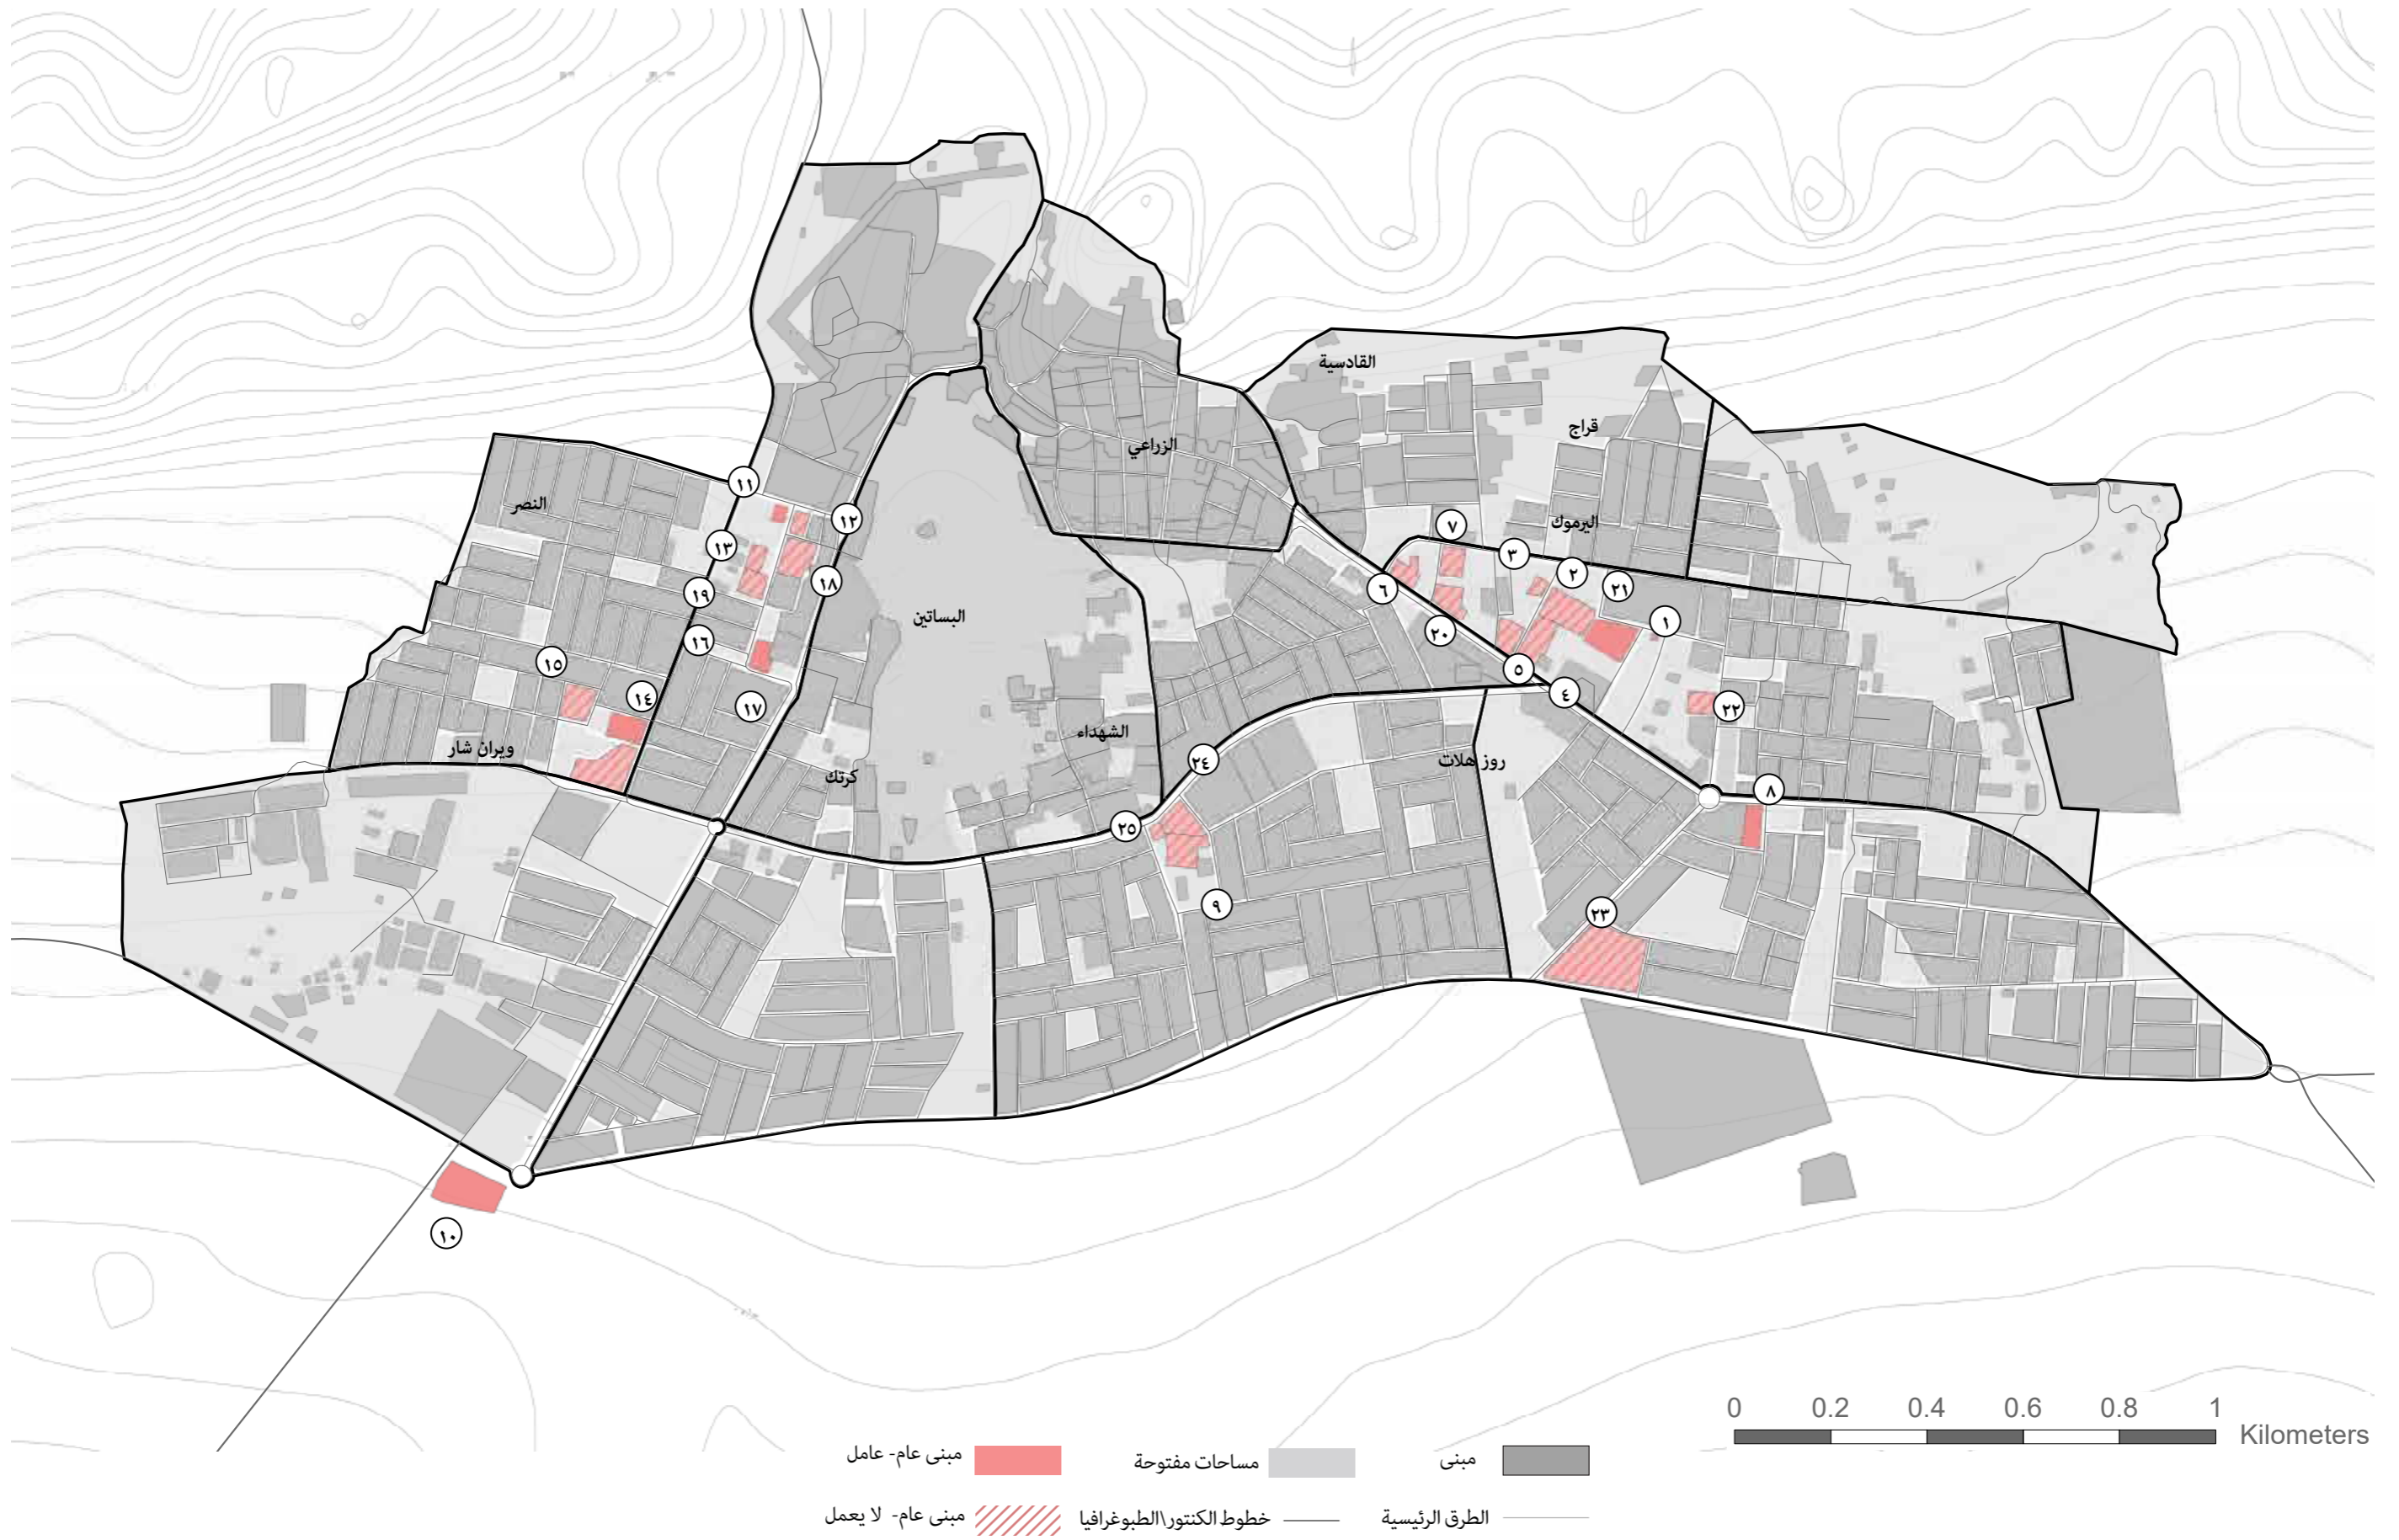 القادسية
قراج
الزراعي
١١
النصر
١٢
اليرموك
٧
١٣
٣
٢
١٨
٢١
٦
١٩
البساتين
١
٢٠
١٦
١٥
٥
١٤
٤
١٧
٢٢
الشهداء
ويران شار
٢٤
روز هلات
كرتك
٨
٢٥
٩
٢٣
١٠
0 0.2 0.4 0.6 0.8 1
Kilometers
مبنى
مساحات مفتوحة
مبنى عام- عامل
الطرق الرئيسية
خطوط الكنتور\الطبوغرافيا
مبنى عام- لا يعمل